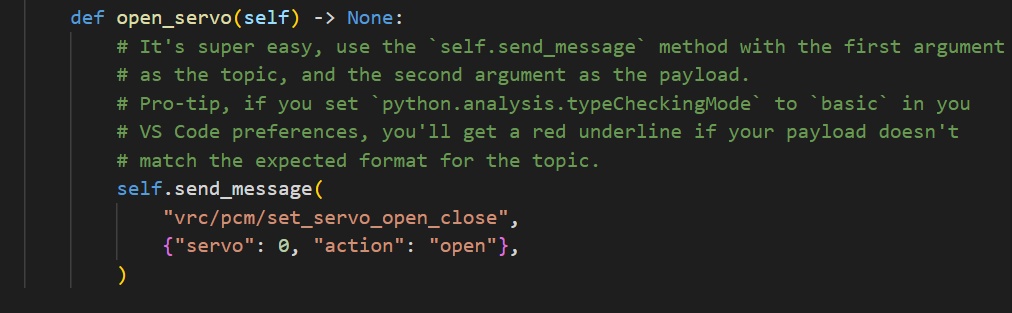 def open_servo(self) -> None:
# It's super easy, use the `self.send_message` method with the first argument
# as the topic, and the second argument as the payload.
# Pro-tip, if you set `python.analysis.typeCheckingMode` to `basic` in you
# VS Code preferences, you'll get a red underline if your payload doesn't
# match the expected format for the topic.
self.send_message(
"vrc/pcm/set_servo_open_close",
{"servo": 0, "action": "open"},
)